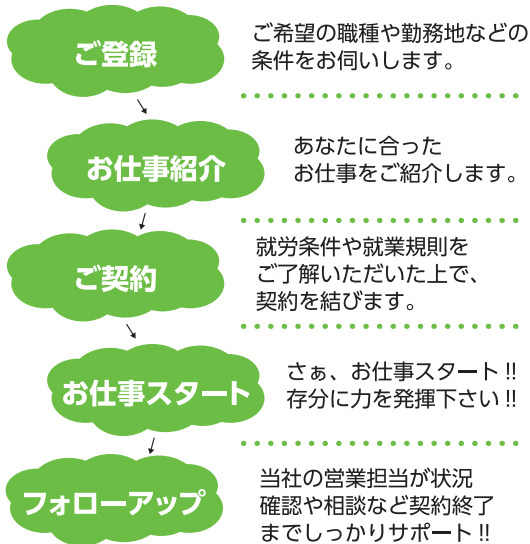 ご登録
ご希望の職種や勤務地などの
条件をお伺いします。
お仕事紹介
あなたに合った
お仕事をご紹介します。
ご契約
就労条件や就業規則を
ご了解いただいた上で、
契約を結びます。
お仕事スタート
さぁ、お仕事スタート!!
存分に力を発揮下さい!!
フォローアップ
当社の営業担当が状況
確認や相談など契約終了
までしっかりサポート!!